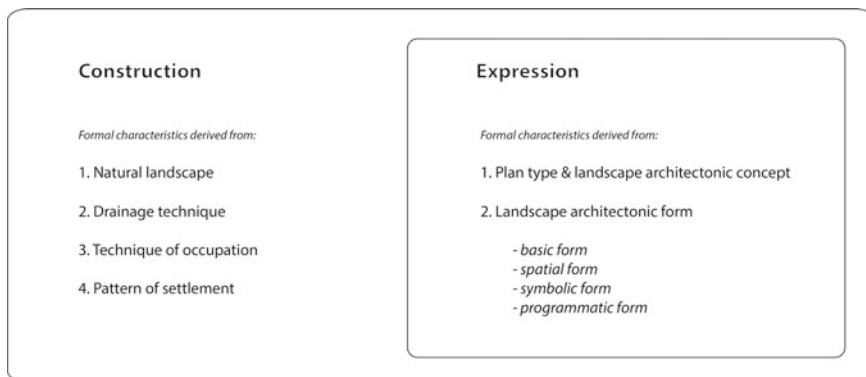 Construction
Formal characteristics derived from:
1. Natural landscape
2. Drainage technique
3. Technique of occupation
4. Pattern of settlement
Expression
Formal characteristics derived from:
1. Plan type & landscape architectonic concept
2. Landscape architectonic form
- basic form
- spatial form
- symbolic form
- programmatic form